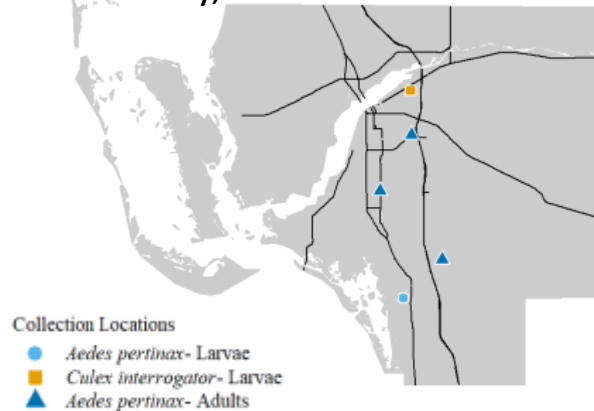 Collection Locations
Aedes pertinax- Larvae
Culex interrogator- Larvae
Aedes pertinax- Adults